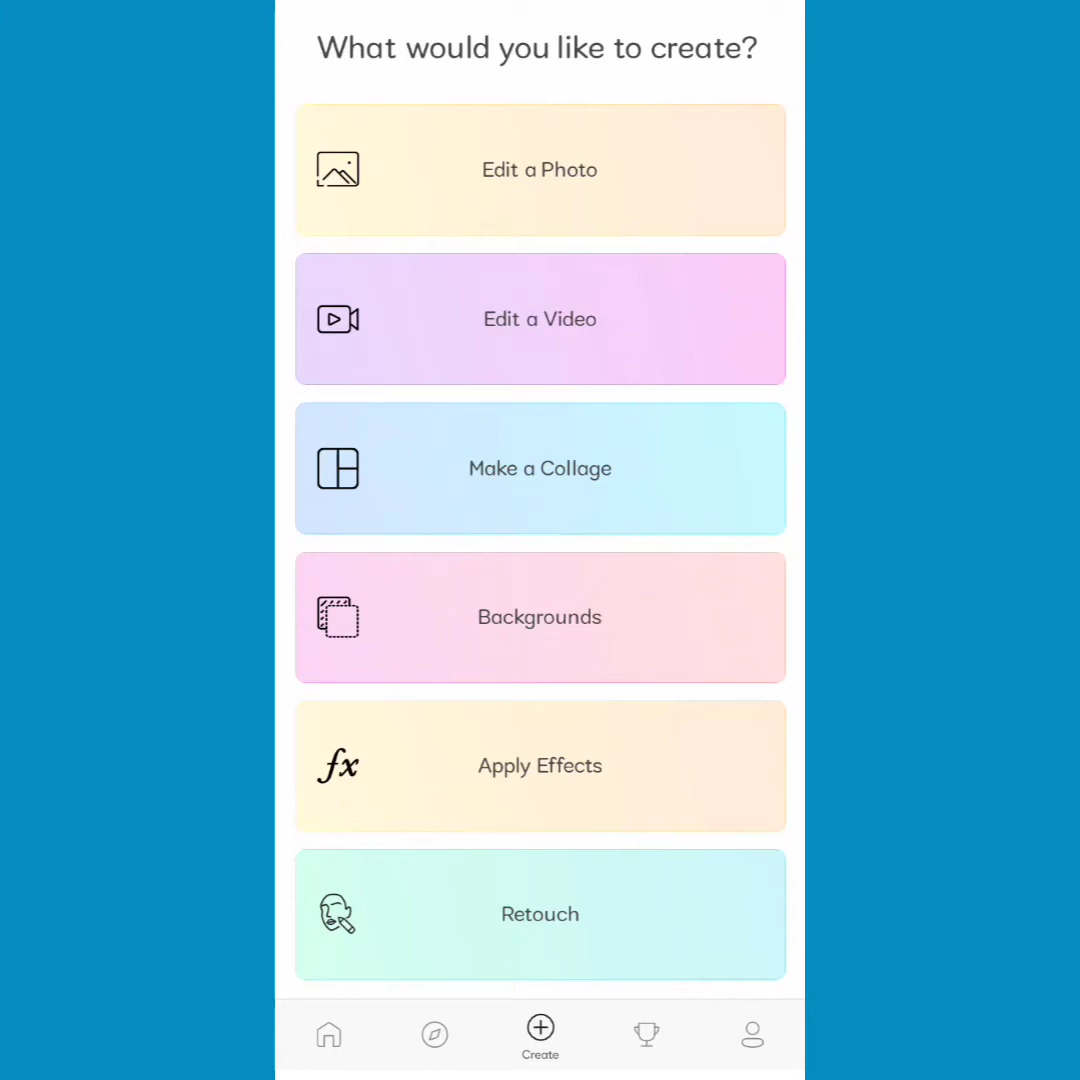 What would you like to create?
Edit a Photo
Edit a Video
Make a Collage
Backgrounds
fx
Apply Effects
Retouch
Create